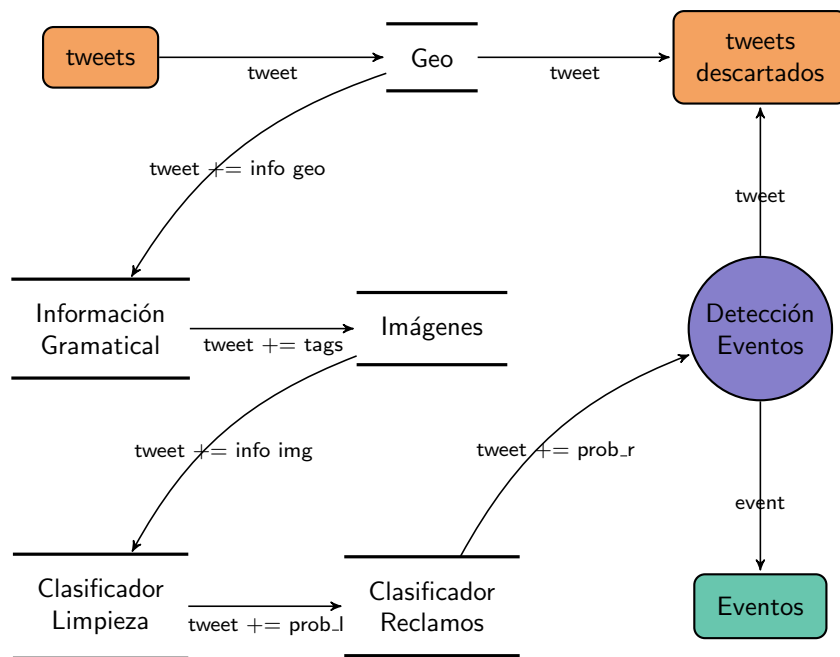 tweets
tweet
Geo
tweet
tweets
descartados
tweet += info geo
tweet
Información
Gramatical
tweet += tags
Imágenes
Detección
Eventos
tweet += info img
tweet += prob_r
event
Clasificador
Limpieza
tweet += prob_l
Clasificador
Reclamos
Eventos